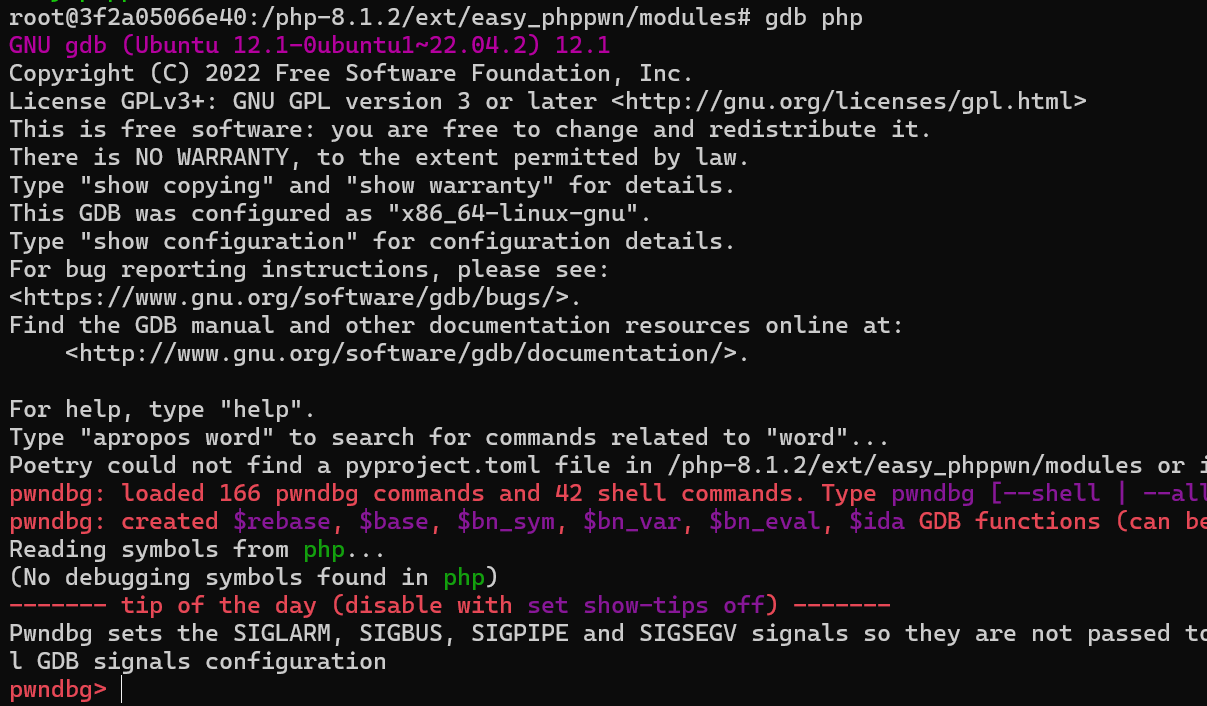 root@3f2a05066e40:/php-8.1.2/ext/easy_phppwn/modules# gdb php
GNU gdb (Ubuntu 12.1-0ubuntu1~22.04.2) 12.1
Copyright (C) 2022 Free Software Foundation, Inc.
License GPLv3+: GNU GPL version 3 or later <http://gnu.org/licenses/gpl.html>
This is free software: you are free to change and redistribute it.
There is NO WARRANTY, to the extent permitted by law.
Type "show copying" and "show warranty" for details.
This GDB was configured as "x86_64-linux-gnu".
Type "show configuration" for configuration details.
For bug reporting instructions, please see:
<https://www.gnu.org/software/gdb/bugs/>.
Find the GDB manual and other documentation resources online at:
    <http://www.gnu.org/software/gdb/documentation/>.

For help, type "help".
Type "apropos word" to search for commands related to "word"...
Poetry could not find a pyproject.toml file in /php-8.1.2/ext/easy_phppwn/modules or i
pwndbg: loaded 166 pwndbg commands and 42 shell commands. Type pwndbg [--shell | --all
pwndbg: created $rebase, $base, $bn_sym, $bn_var, $bn_eval, $ida GDB functions (can be
Reading symbols from php...
(No debugging symbols found in php)
------- tip of the day (disable with set show-tips off) -------
Pwndbg sets the SIGLARM, SIGBUS, SIGPIPE and SIGSEGV signals so they are not passed to
l GDB signals configuration
pwndbg>